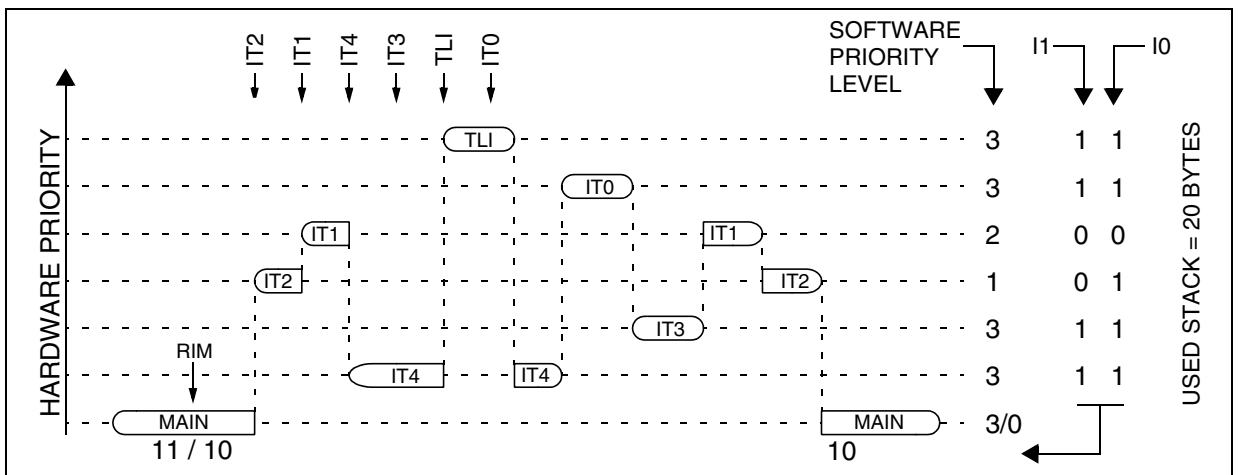 IT2 IT1 IT4 IT3 TLI IT0
SOFTWARE
PRIORITY
LEVEL
I1 I0
HARDWARE PRIORITY
USED STACK = 20 BYTES
TLI 3 1 1
IT0 3 1 1
IT1 IT1 2 0 0
IT2 IT2 1 0 1
IT3 3 1 1
RIM
IT4 IT4 3 1 1
MAIN MAIN 3/0
11 / 10 10